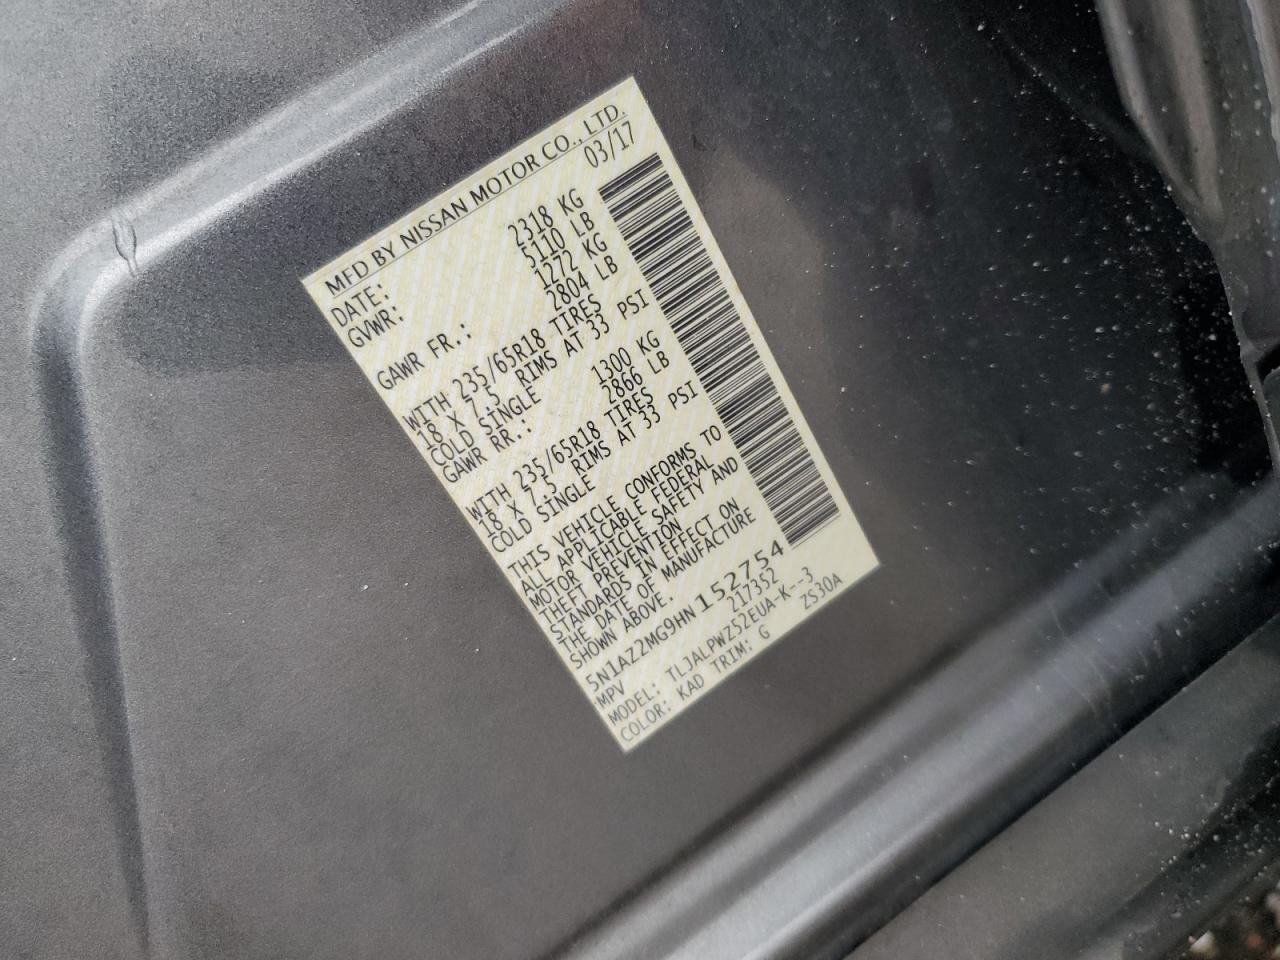 MFD BY NISSAN MOTOR CO., LTD.
DATE: 03/17
GVWR: 2318 KG
5110 LB
GAWR FR.: 1272 KG
2804 LB
WITH 235/65R18 TIRES
18 X 7.5 RIMS AT 33 PSI
COLD SINGLE
GAWR RR.: 1300 KG
2866 LB
WITH 235/65R18 TIRES
18 X 7.5 RIMS AT 33 PSI
COLD SINGLE
THIS VEHICLE CONFORMS TO
ALL APPLICABLE FEDERAL
MOTOR VEHICLE SAFETY AND
THEFT PREVENTION
STANDARDS IN EFFECT ON
THE DATE OF MANUFACTURE
SHOWN ABOVE.
5N1AZ2MG9HN152754
MPV 217352
MODEL: TLJALPWZ52EUA-K--3
COLOR: KAD TRIM: G ZS30A